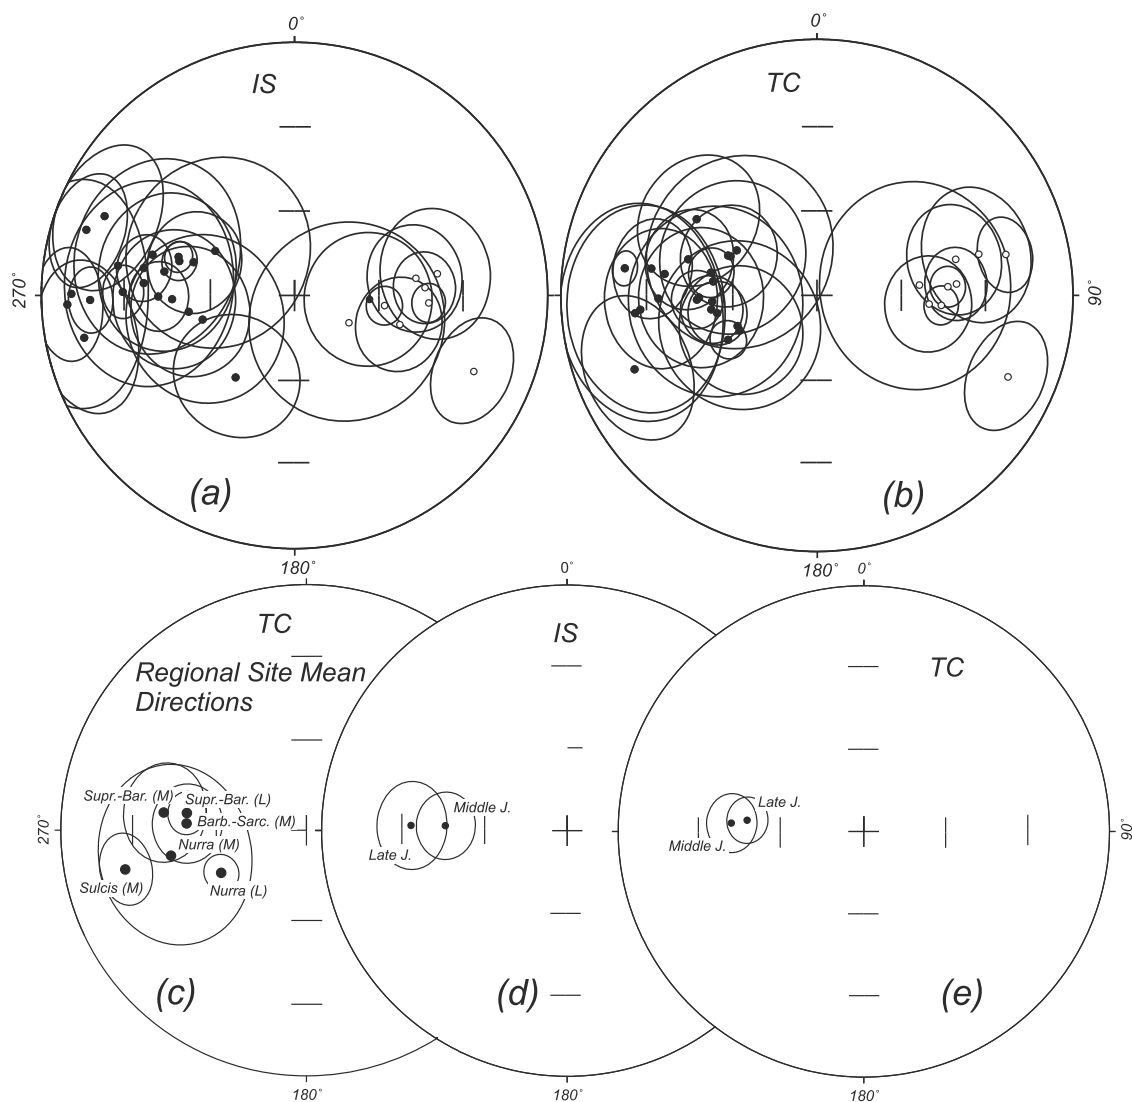 0°
0°
IS
TC
270°
270°
90°
(a)
(b)
180°
180°
0°
0°
TC
IS
TC
Regional Site Mean
Directions
Supr.-Bar. (M)
Supr.-Bar. (L)
Barb.-Sarc. (M)
Nurra (M)
Sulcis (M)
Nurra (L)
270°
Middle J.
Late J.
Late J.
Middle J.
90°
(c)
(d)
(e)
180°
180°
180°